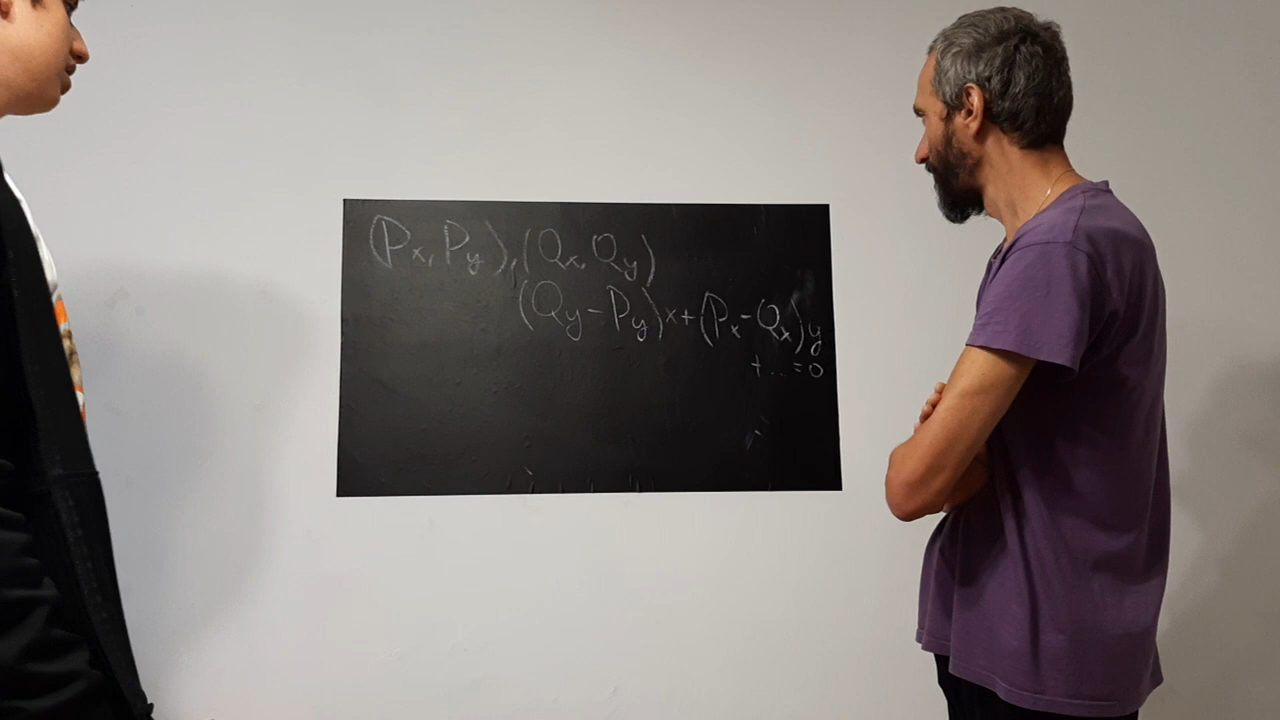 (Px, Py), (Qx, Qy)
(Qy - Py)x + (Px - Qx)y
+ .. = 0